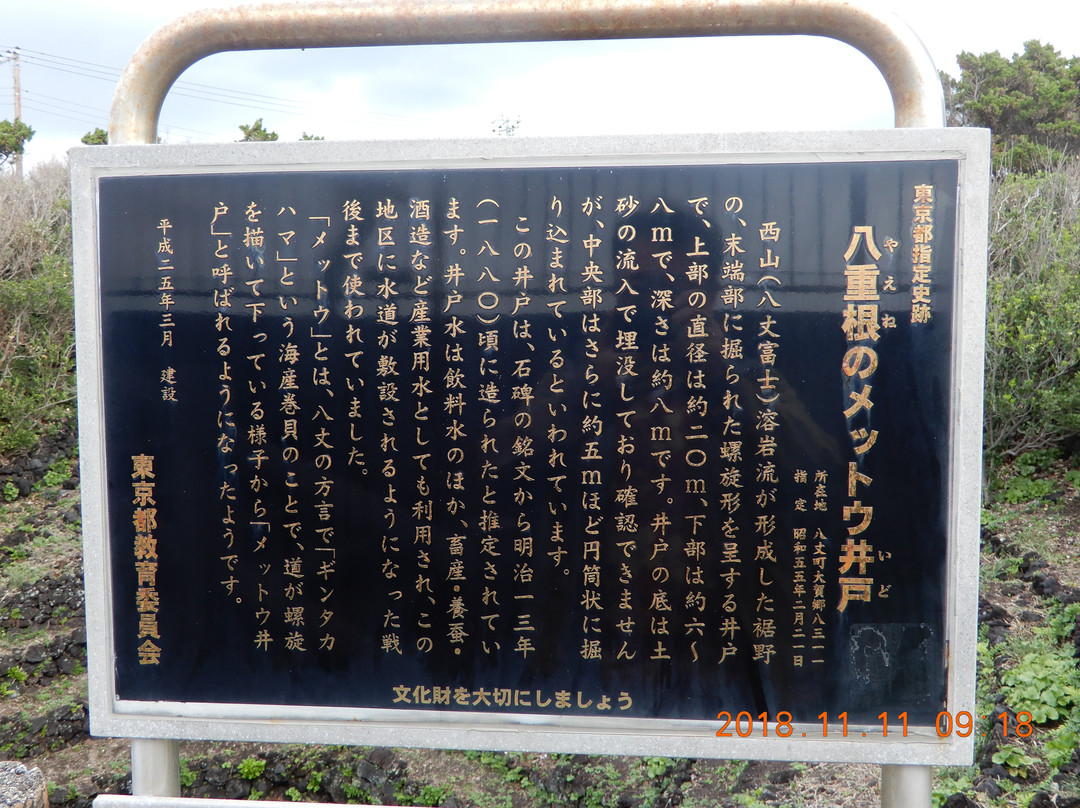 東京都指定史跡
八重根のメットウ井戸
やえね
いど
所在地 八丈町大賀郷八三一一
指定 昭和五五年二月二一日
西山（八丈富士）溶岩流が形成した裾野
の、末端部に掘られた螺旋形を呈する井戸
で、上部の直径は約二〇ｍ、下部は約六〜
八ｍで、深さは約八ｍです。井戸の底は土
砂の流入で埋没しており確認できません
が、中央部はさらに約五ｍほど円筒状に掘
り込まれているといわれています。
この井戸は、石碑の銘文から明治一三年
（一八八〇）頃に造られたと推定されてい
ます。井戸水は飲料水のほか、畜産・養蚕・
酒造など産業用水としても利用され、この
地区に水道が敷設されるようになった戦
後まで使われていました。
「メットウ」とは、八丈の方言で「ギンタカ
ハマ」という海産巻貝のことで、道が螺旋
を描いて下っている様子から「メットウ井
戸」と呼ばれるようになったようです。
平成二五年三月 建設
東京都教育委員会
文化財を大切にしましょう
2018.11.11 09:18